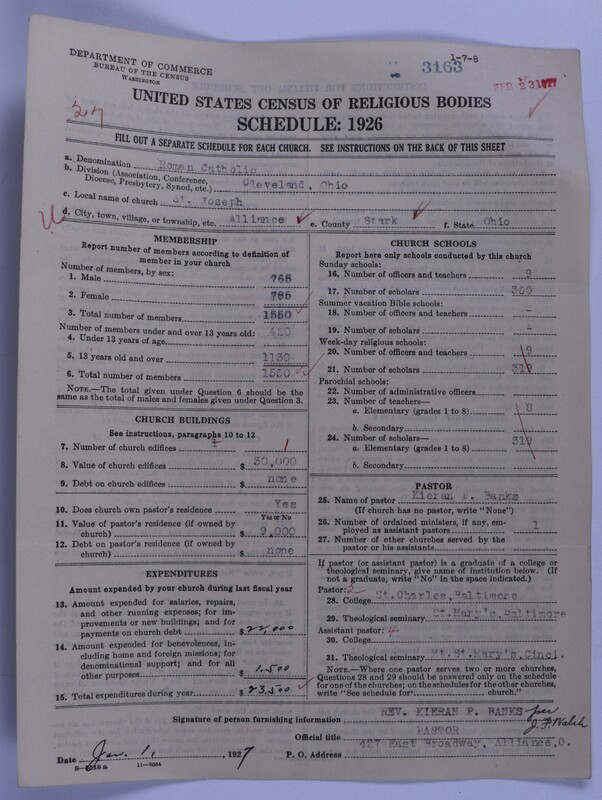 1-7-8
3163
DEPARTMENT OF COMMERCE
BUREAU OF THE CENSUS
WASHINGTON
FEB 23 1927
27
UNITED STATES CENSUS OF RELIGIOUS BODIES
SCHEDULE: 1926
FILL OUT A SEPARATE SCHEDULE FOR EACH CHURCH. SEE INSTRUCTIONS ON THE BACK OF THIS SHEET
a. Denomination Roman Catholic
b. Division (Association, Conference, Diocese, Presbytery, Synod, etc.) Cleveland, Ohio
c. Local name of church St. Joseph
d. City, town, village, or township, etc. Alliance e. County Stark f. State Ohio
MEMBERSHIP
Report number of members according to definition of member in your church
Number of members, by sex:
1. Male 765
2. Female 785
3. Total number of members 1550
Number of members under and over 13 years old:
4. Under 13 years of age 420
5. 13 years old and over 1130
6. Total number of members 1550
NOTE.—The total given under Question 6 should be the same as the total of males and females given under Question 3.
CHURCH BUILDINGS
See instructions, paragraphs 10 to 12
7. Number of church edifices 1
8. Value of church edifices $ 30,000
9. Debt on church edifices $ none
10. Does church own pastor's residence Yes
Yes or No
11. Value of pastor's residence (if owned by church) $ 9,000
12. Debt on pastor's residence (if owned by church) $ none
EXPENDITURES
Amount expended by your church during last fiscal year
13. Amount expended for salaries, repairs, and other running expenses; for improvements or new buildings; and for payments on church debt $ 22,000
14. Amount expended for benevolences, including home and foreign missions; for denominational support; and for all other purposes $ 1,500
15. Total expenditures during year $ 23,500
CHURCH SCHOOLS
Report here only schools conducted by this church
Sunday schools:
16. Number of officers and teachers 9
17. Number of scholars 360
Summer vacation Bible schools:
18. Number of officers and teachers -
19. Number of scholars -
Week-day religious schools:
20. Number of officers and teachers 9
21. Number of scholars 319
Parochial schools:
22. Number of administrative officers
23. Number of teachers—
a. Elementary (grades 1 to 8) 8
b. Secondary
24. Number of scholars—
a. Elementary (grades 1 to 8) 319
b. Secondary
PASTOR
25. Name of pastor Kieran P. Banks
(If church has no pastor, write "None")
26. Number of ordained ministers, if any, employed as assistant pastors 1
27. Number of other churches served by the pastor or his assistants
If pastor (or assistant pastor) is a graduate of a college or theological seminary, give name of institution below. (If not a graduate, write "No" in the space indicated.)
Pastor: 2
28. College St.Charles,Baltimore
29. Theological seminary St.Mary's,Baltimore
Assistant pastor: 4
30. College
31. Theological seminary Mt.St.Mary's,Cinci.
NOTE.—Where one pastor serves two or more churches, Questions 28 and 29 should be answered only on the schedule for one of the churches; on the schedules for the other churches, write "See schedule for church."
Signature of person furnishing information REV. KIERAN P. BANKS per J. F. Walsh
Official title PASTOR
Date Jan. 1, 1927 P. O. Address 427 East Broadway, Alliance,O.
11—8684